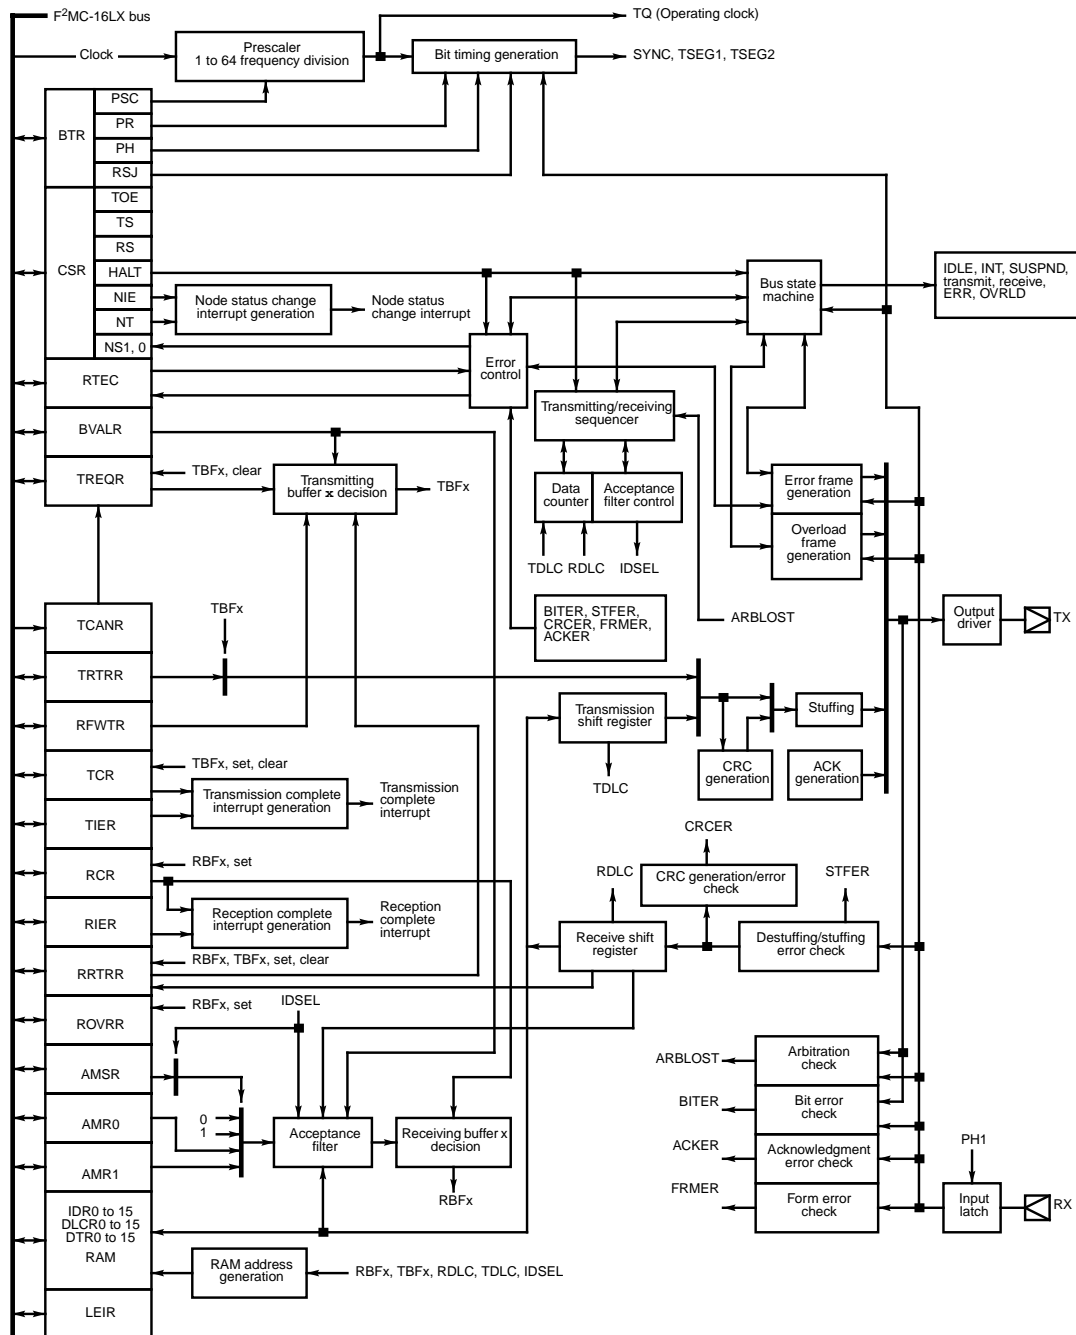 F²MC-16LX bus
TQ (Operating clock)
Clock
Prescaler
1 to 64 frequency division
Bit timing generation
SYNC, TSEG1, TSEG2
BTR
PSC
PR
PH
RSJ
CSR
TOE
TS
RS
HALT
NIE
NT
NS1, 0
Node status change
interrupt generation
Node status
change interrupt
Bus state
machine
IDLE, INT, SUSPND,
transmit, receive,
ERR, OVRLD
Error
control
RTEC
BVALR
TREQR
TBFx, clear
Transmitting
buffer x decision
TBFx
Transmitting/receiving
sequencer
Data
counter
Acceptance
filter control
TDLC
RDLC
IDSEL
Error frame
generation
Overload
frame
generation
BITER, STFER,
CRCER, FRMER,
ACKER
ARBLOST
Output
driver
TX
TCANR
TBFx
TRTRR
RFWTR
Transmission
shift register
TDLC
CRC
generation
Stuffing
ACK
generation
TCR
TBFx, set, clear
Transmission complete
interrupt generation
Transmission
complete
interrupt
TIER
RCR
RBFx, set
RIER
Reception complete
interrupt generation
Reception
complete
interrupt
CRCER
RDLC
CRC generation/error
check
STFER
Receive shift
register
Destuffing/stuffing
error check
RRTRR
RBFx, TBFx, set, clear
ROVRR
RBFx, set
IDSEL
AMSR
AMR0
0
1
AMR1
Acceptance
filter
Receiving buffer x
decision
RBFx
ARBLOST
Arbitration
check
BITER
Bit error
check
ACKER
Acknowledgment
error check
FRMER
Form error
check
PH1
Input
latch
RX
IDR0 to 15
DLCR0 to 15
DTR0 to 15
RAM
RAM address
generation
RBFx, TBFx, RDLC, TDLC, IDSEL
LEIR